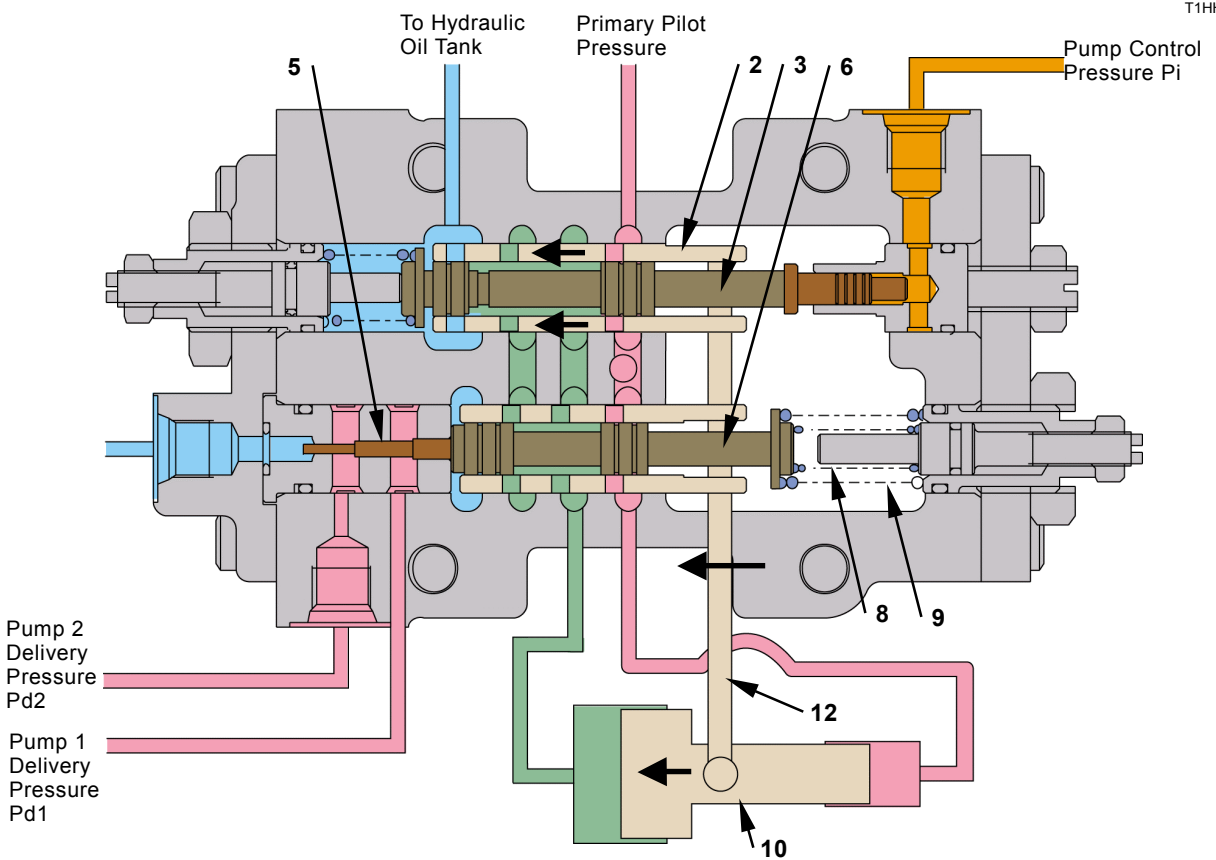 T1H
To Hydraulic
Oil Tank
Primary Pilot
Pressure
5
2
3
6
Pump Control
Pressure Pi
8
9
Pump 2
Delivery
Pressure
Pd2
12
Pump 1
Delivery
Pressure
Pd1
10